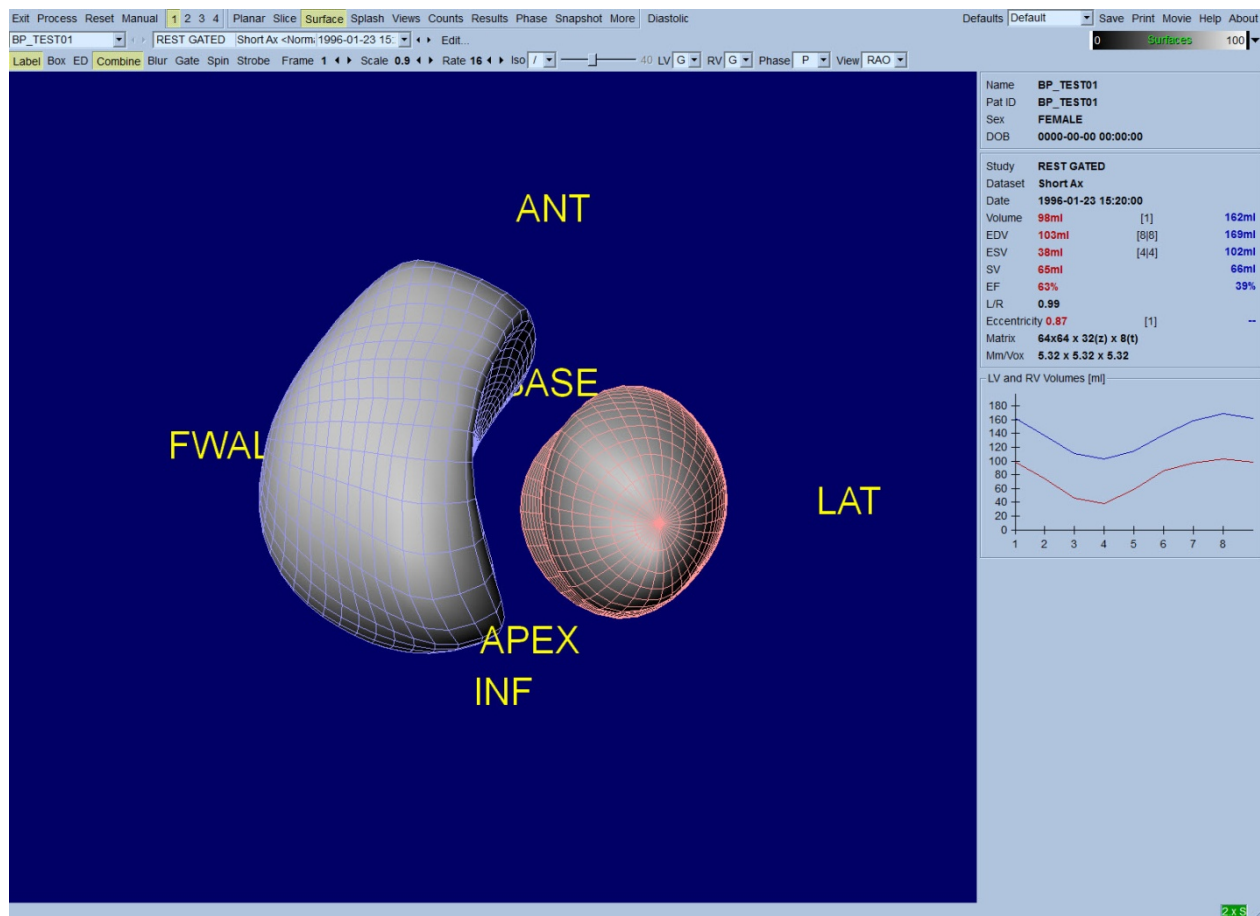 Exit Process Reset Manual 1 2 3 4 Planar Slice Surface Splash Views Counts Results Phase Snapshot More Diastolic Defaults Default Save Print Movie Help About
BP_TEST01 REST GATED Short Ax <Norm 1996-01-23 15: Edit... 0 Surfaces 100
Label Box ED Combine Blur Gate Spin Strobe Frame 1 Scale 0.9 Rate 16 Iso / 40 LV G RV G Phase P View RAO
Name BP_TEST01
Pat ID BP_TEST01
Sex FEMALE
DOB 0000-00-00 00:00:00
Study REST GATED
Dataset Short Ax
Date 1996-01-23 15:20:00
Volume 98ml [1] 162ml
EDV 103ml [8|8] 169ml
ESV 38ml [4|4] 102ml
SV 65ml 66ml
EF 63% 39%
L/R 0.99
Eccentricity 0.87 [1] --
Matrix 64x64 x 32(z) x 8(t)
Mm/Vox 5.32 x 5.32 x 5.32
LV and RV Volumes [ml]
180
160
140
120
100
80
60
40
20
0
1 2 3 4 5 6 7 8
ANT
BASE
FWAL
LAT
APEX
INF
2 x S